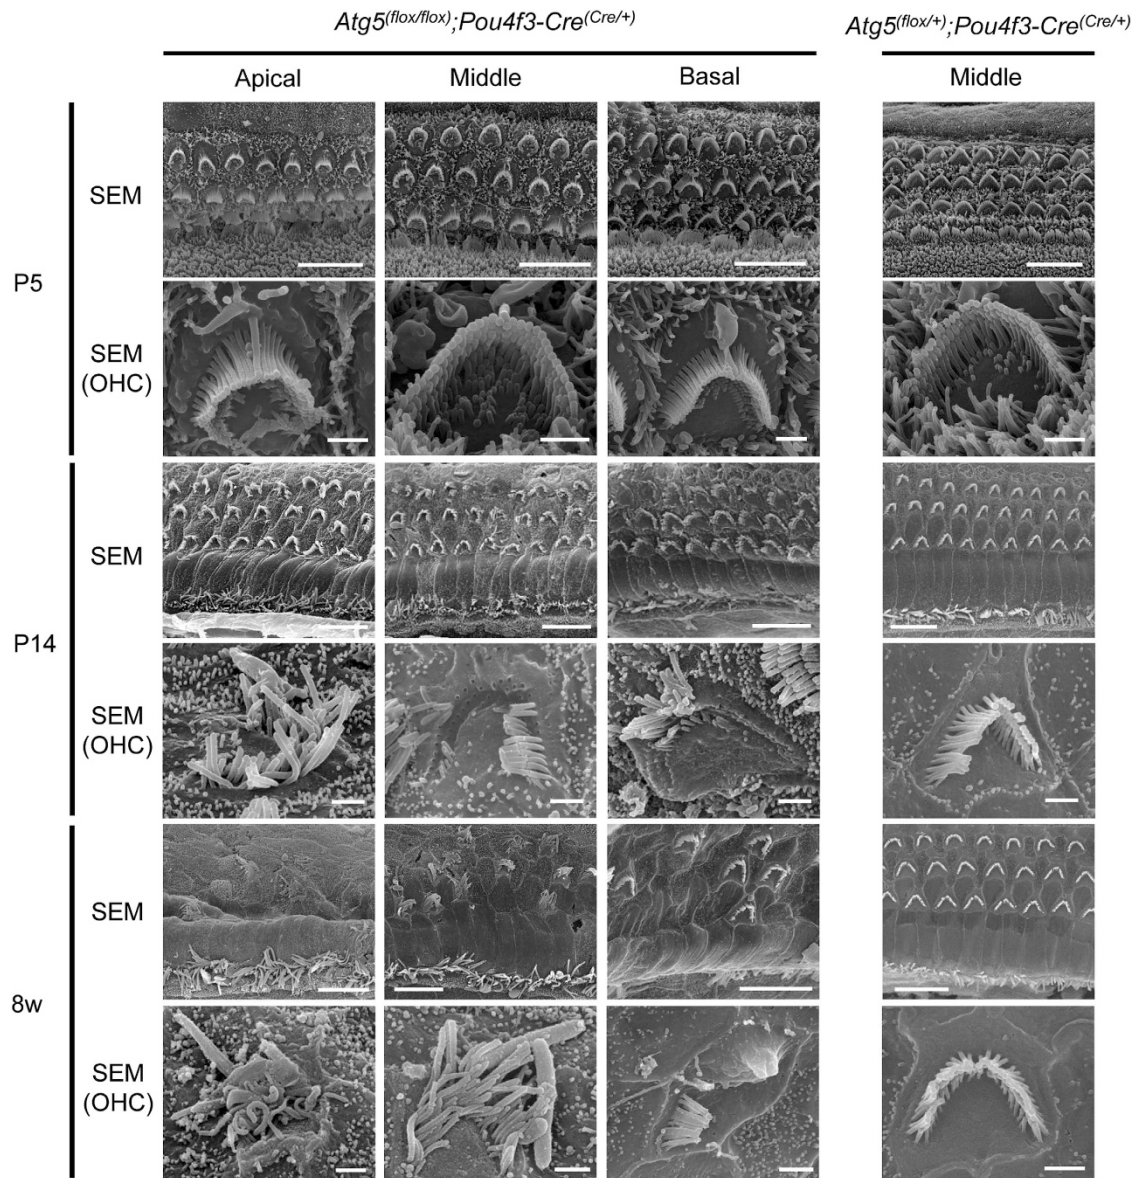 Atg5(flox/flox);Pou4f3-Cre(Cre/+)
Atg5(flox/+);Pou4f3-Cre(Cre/+)
Apical
Middle
Basal
Middle
P5
SEM
SEM
(OHC)
P14
SEM
SEM
(OHC)
8w
SEM
SEM
(OHC)